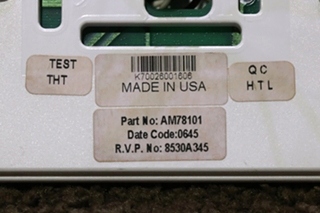 TEST
THT
K70026001606
MADE IN USA
QC
HTL
Part No: AM78101
Date Code:0645
R.V.P. No: 8530A345